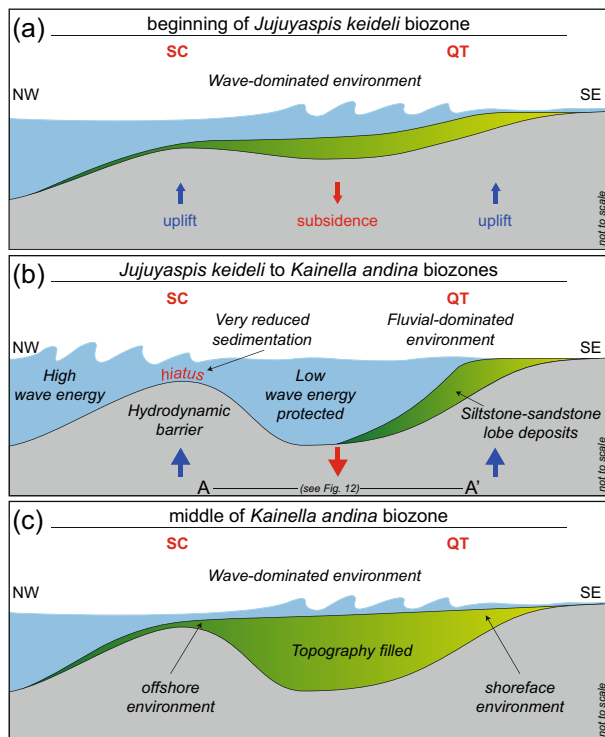 (a)
beginning of Jujuyaspis keideli biozone
SC
QT
Wave-dominated environment
NW
SE
uplift
subsidence
uplift
not to scale
(b)
Jujuyaspis keideli to Kainella andina biozones
SC
QT
Very reduced
sedimentation
Fluvial-dominated
environment
NW
SE
hiatus
High
wave energy
Low
wave energy
protected
Hydrodynamic
barrier
Siltstone-sandstone
lobe deposits
A
(see Fig. 12)
A'
not to scale
(c)
middle of Kainella andina biozone
SC
QT
Wave-dominated environment
NW
SE
Topography filled
offshore
environment
shoreface
environment
not to scale